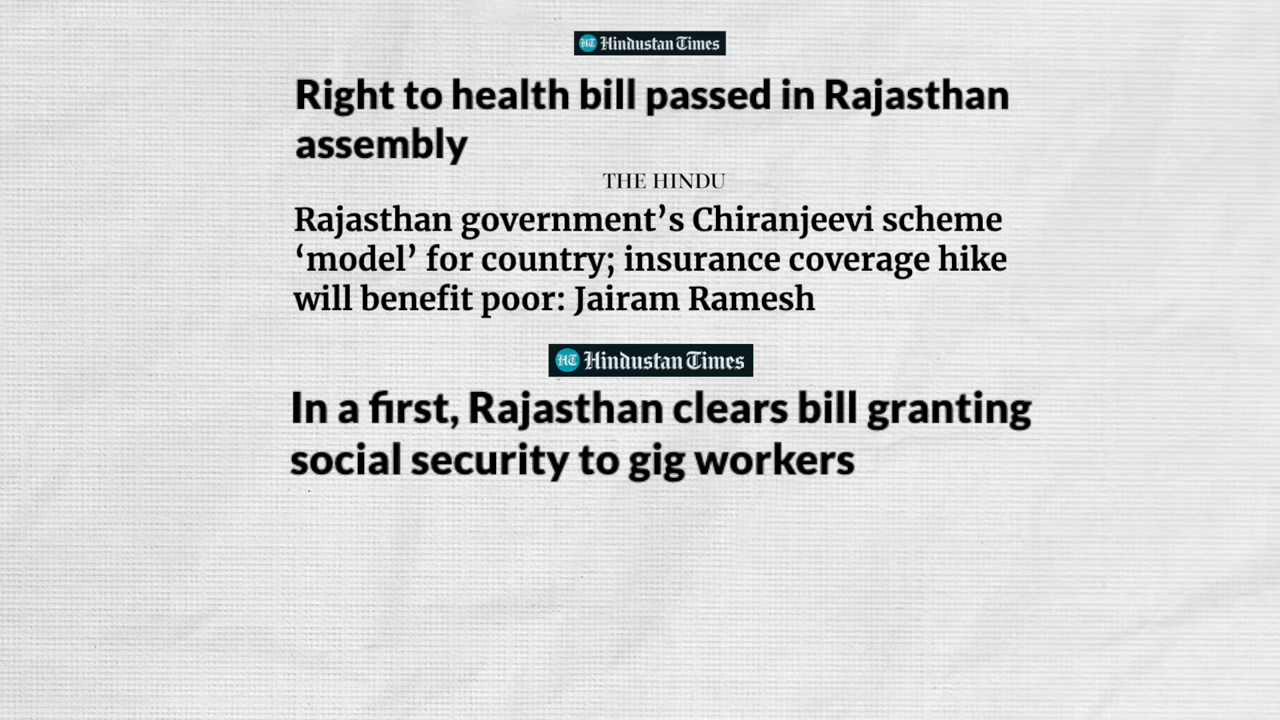 HT Hindustan Times
Right to health bill passed in Rajasthan
assembly
THE HINDU
Rajasthan government’s Chiranjeevi scheme
‘model’ for country; insurance coverage hike
will benefit poor: Jairam Ramesh
HT Hindustan Times
In a first, Rajasthan clears bill granting
social security to gig workers